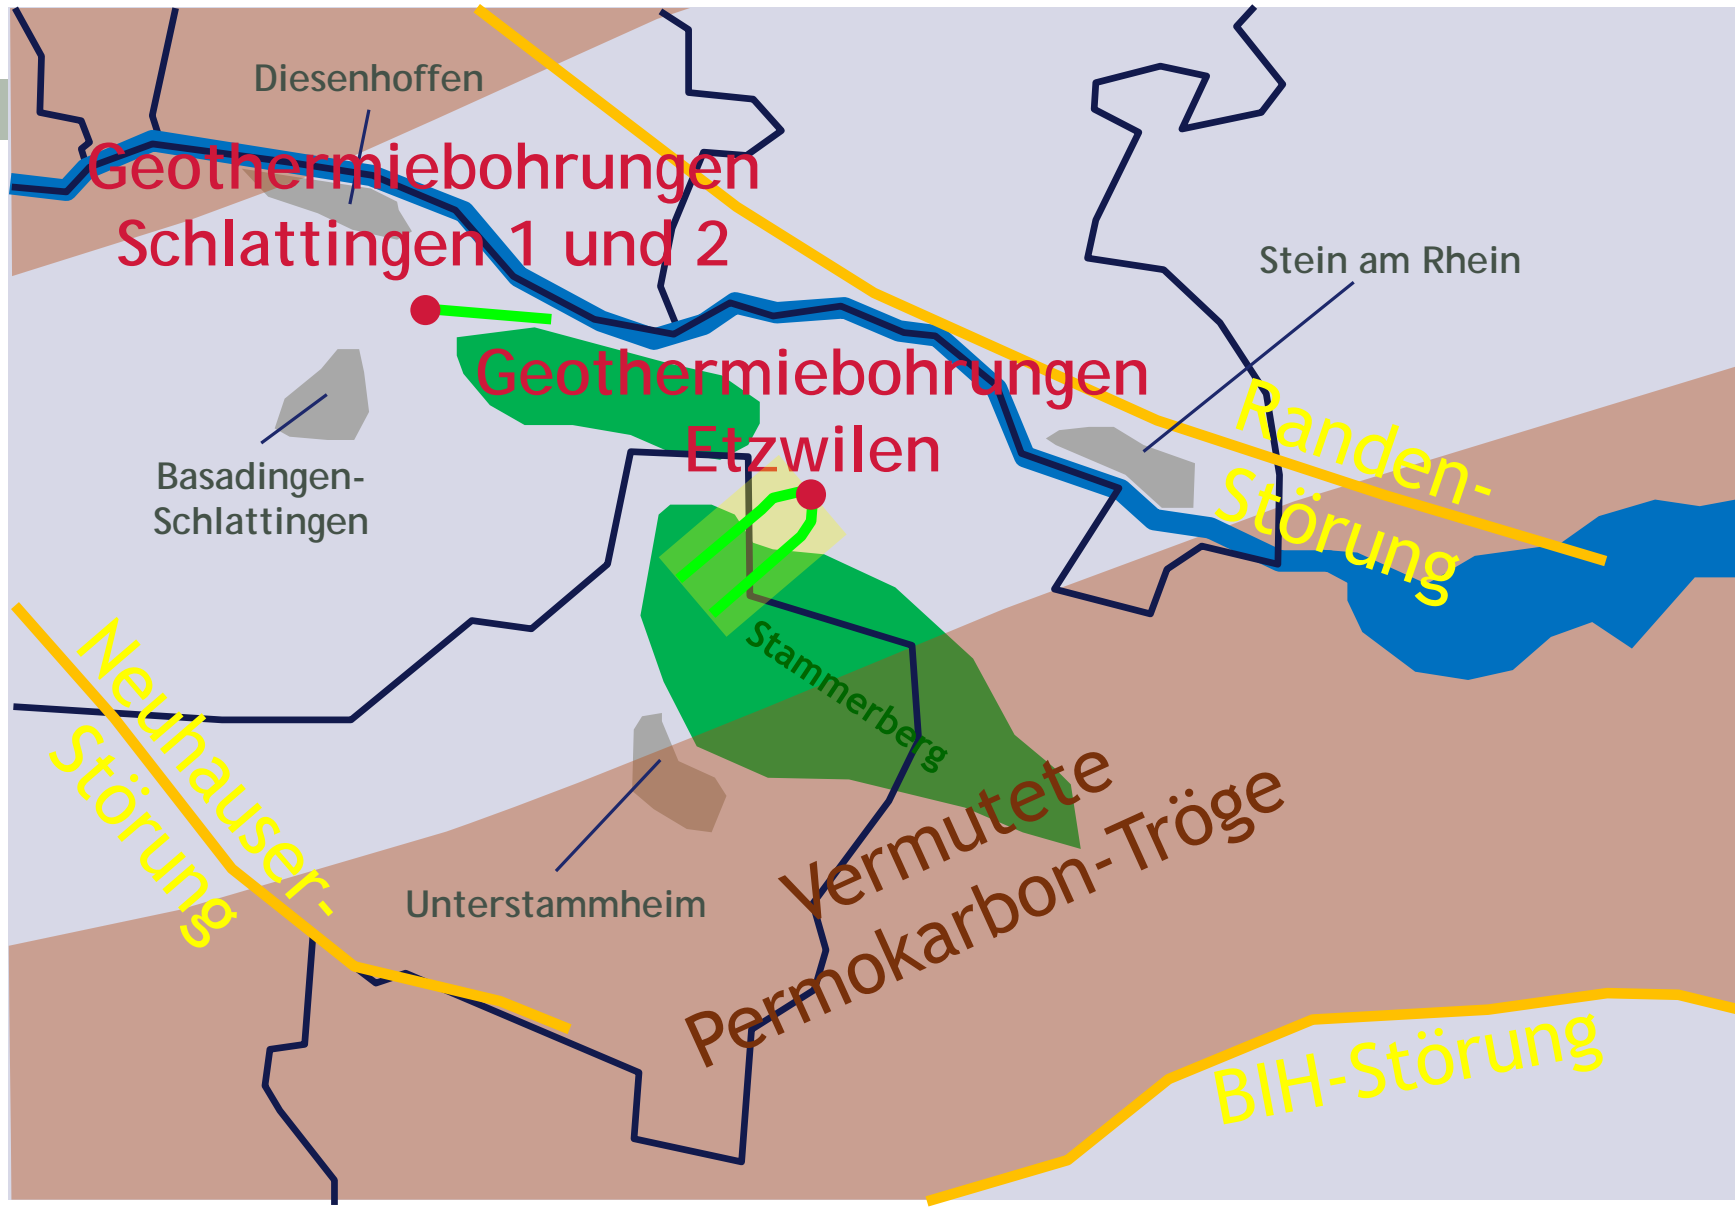 Diesenhoffen
Geothermiebohrungen
Schlattingen 1 und 2
Stein am Rhein
Geothermiebohrungen
Etzwilen
Randen-
Störung
Basadingen-
Schlattingen
Neuhauser-
Störung
Stammerberg
Unterstammheim
Vermutete
Permokarbon-Tröge
BIH-Störung